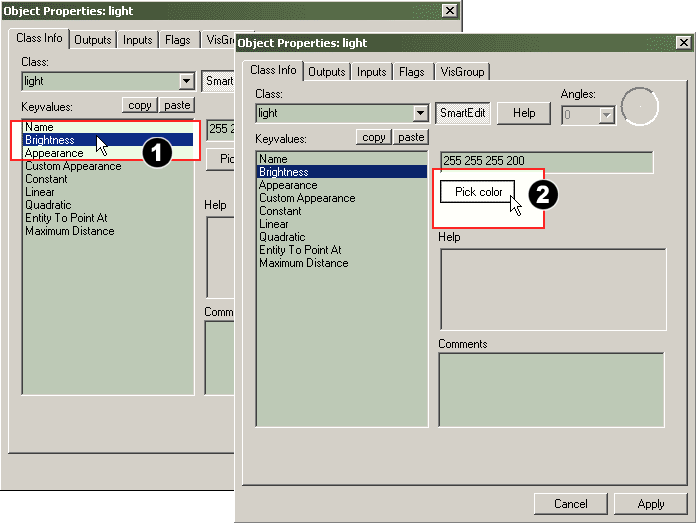 Object Properties: light
Class Info Outputs Inputs Flags VisGr
Class:
light
Smart
Keyvalues: copy paste
Name
Brightness
Appearance
Custom Appearance
Constant
Linear
Quadratic
Entity To Point At
Maximum Distance
255 2
Pic
1
Help
Comm
Object Properties: light
Class Info Outputs Inputs Flags VisGroup
Class:
light
SmartEdit Help
Angles:
0
Keyvalues: copy paste
Name
Brightness
Appearance
Custom Appearance
Constant
Linear
Quadratic
Entity To Point At
Maximum Distance
255 255 255 200
Pick color
2
Help
Comments
Cancel Apply